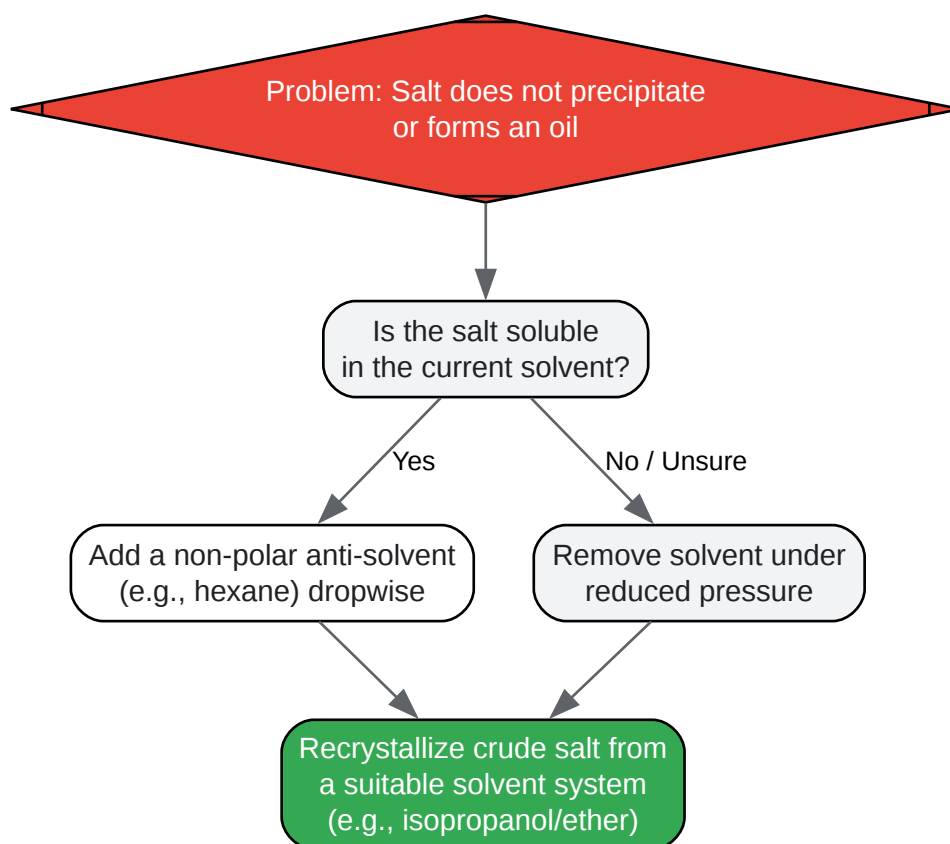 Problem: Salt does not precipitate
or forms an oil
Is the salt soluble
in the current solvent?
Yes
No / Unsure
Add a non-polar anti-solvent
(e.g., hexane) dropwise
Remove solvent under
reduced pressure
Recrystallize crude salt from
a suitable solvent system
(e.g., isopropanol/ether)